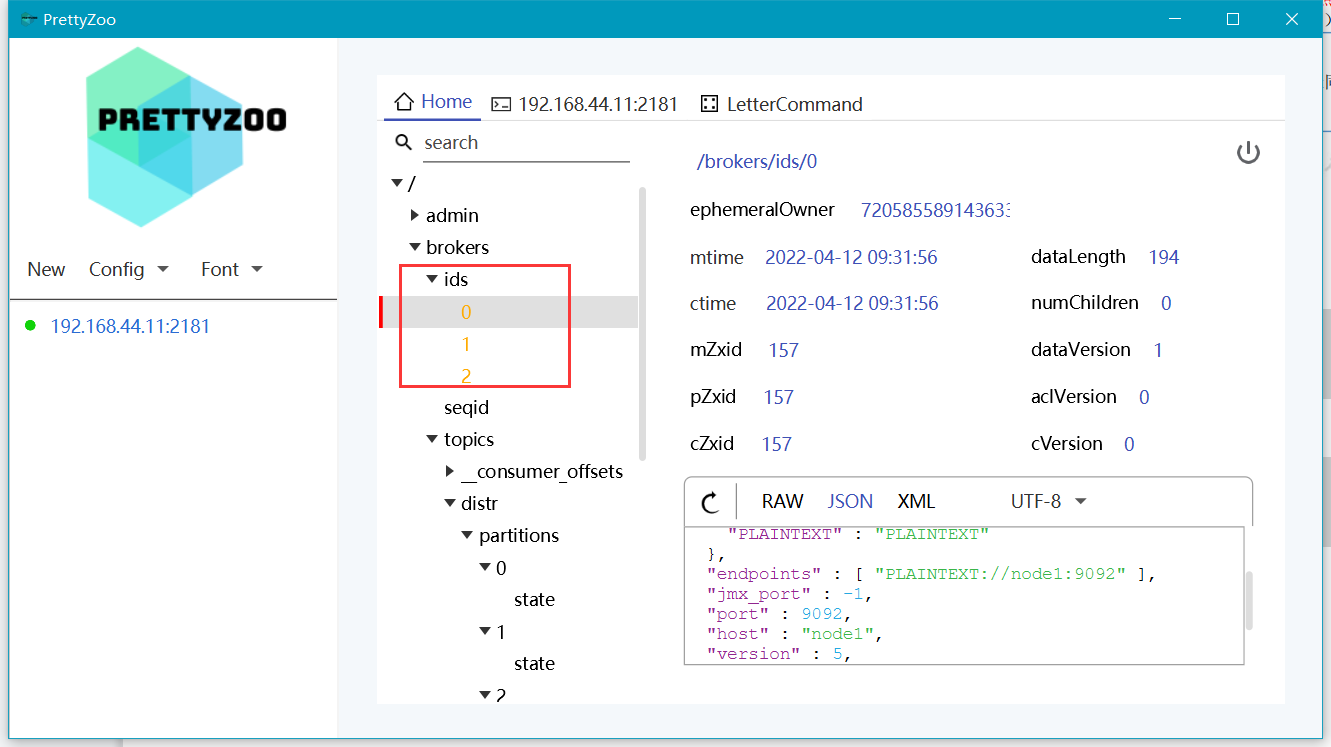 PrettyZoo
PRETTYZOO
New Config Font
192.168.44.11:2181
Home 192.168.44.11:2181 LetterCommand
search
/
admin
brokers
ids
0
1
2
seqid
topics
__consumer_offsets
distr
partitions
0
state
1
state
2
/brokers/ids/0
ephemeralOwner 720585589143633
mtime 2022-04-12 09:31:56 dataLength 194
ctime 2022-04-12 09:31:56 numChildren 0
mZxid 157 dataVersion 1
pZxid 157 aclVersion 0
cZxid 157 cVersion 0
RAW JSON XML UTF-8
"PLAINTEXT" : "PLAINTEXT"
},
"endpoints" : [ "PLAINTEXT://node1:9092" ],
"jmx_port" : -1,
"port" : 9092,
"host" : "node1",
"version" : 5,